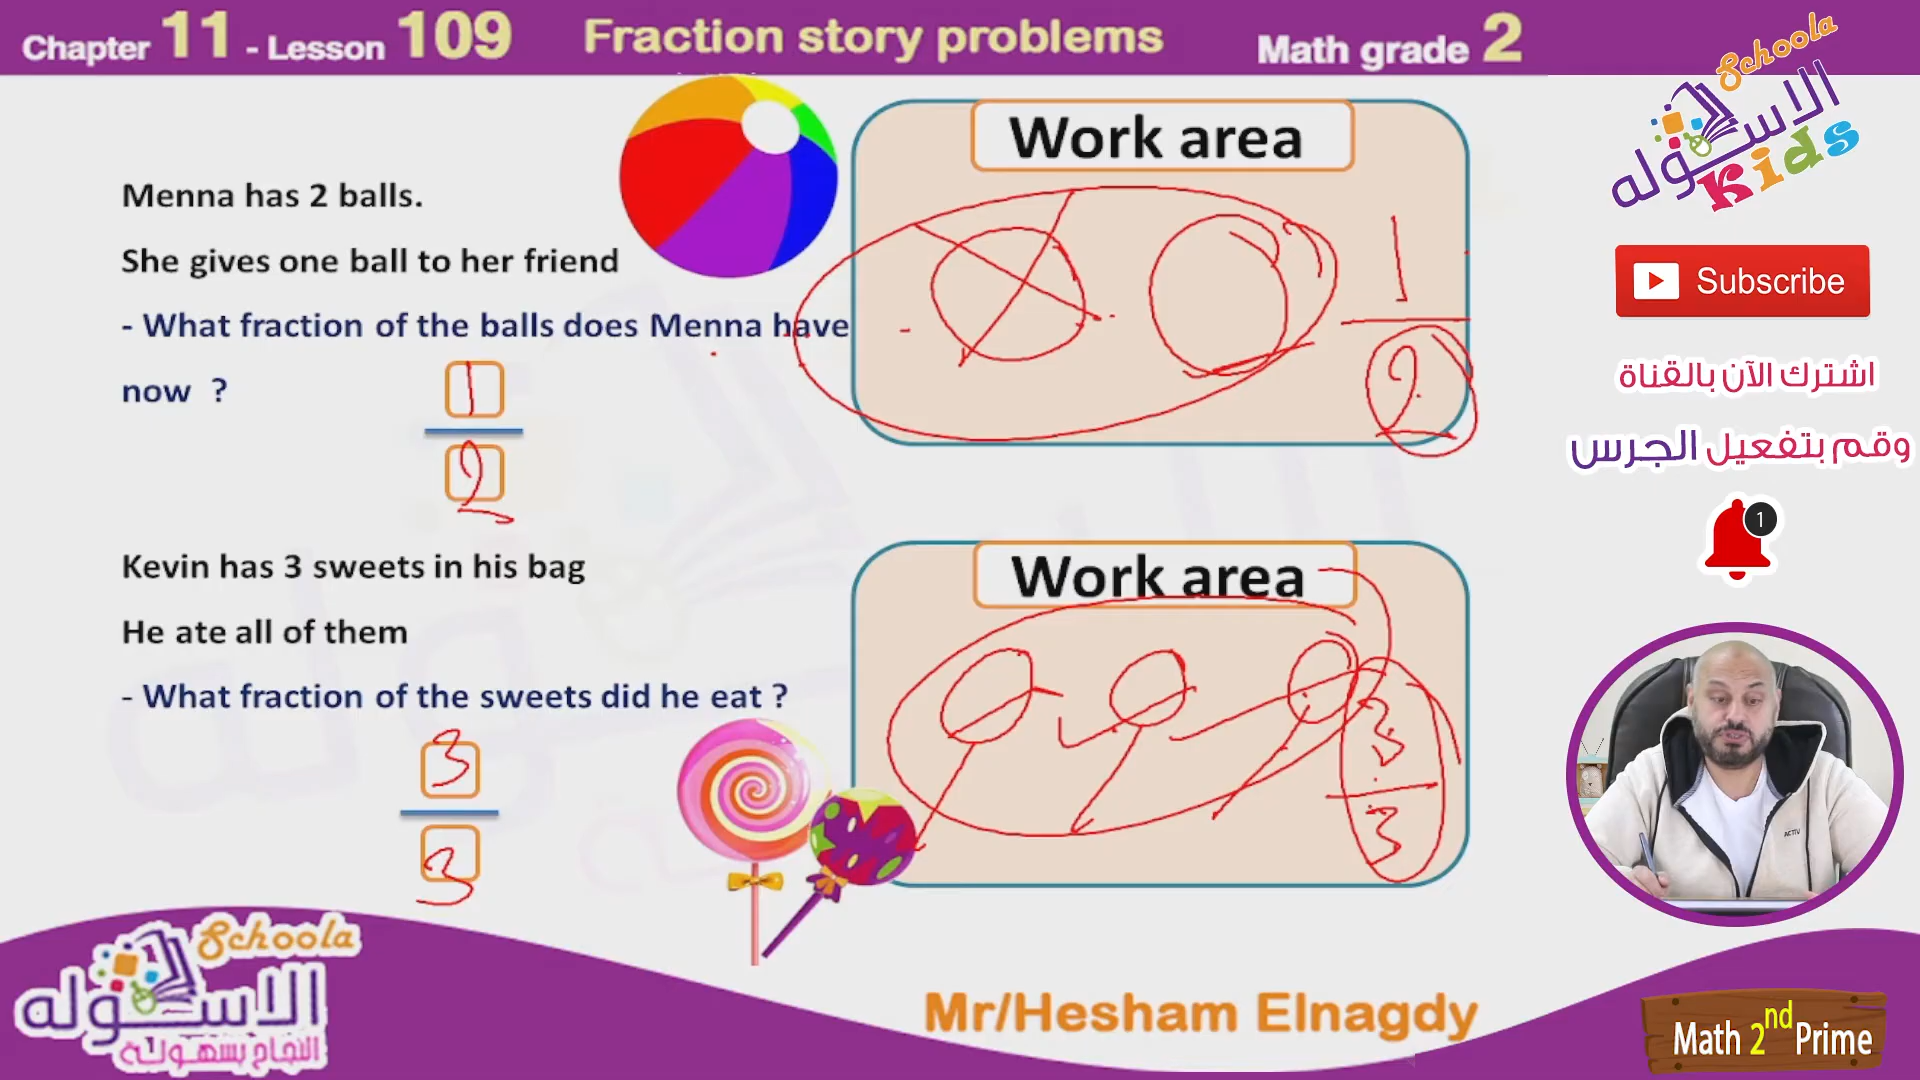 Chapter 11 - Lesson 109
Fraction story problems
Math grade 2
Schoola
الاسـوله
Kids
Menna has 2 balls.
She gives one ball to her friend
- What fraction of the balls does Menna have
now ?
1
2
Work area
1
2
Subscribe
اشترك الآن بالقناة
وقم بتفعيل الجرس
1
Kevin has 3 sweets in his bag
He ate all of them
- What fraction of the sweets did he eat ?
3
3
Work area
3
3
Schoola
الاسـوله
النجاح بسهولـة
Mr/Hesham Elnagdy
Math 2nd Prime